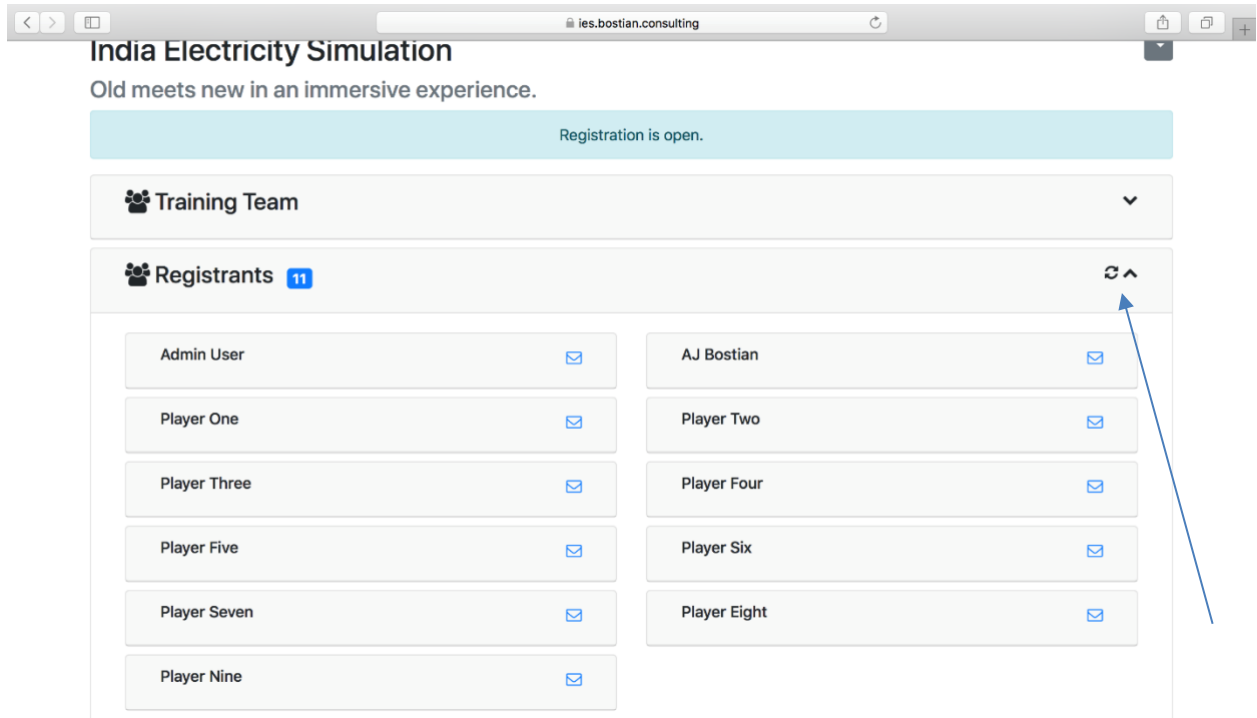 ies.bostian.consulting
India Electricity Simulation
Old meets new in an immersive experience.
Registration is open.
Training Team
Registrants 11
Admin User
AJ Bostian
Player One
Player Two
Player Three
Player Four
Player Five
Player Six
Player Seven
Player Eight
Player Nine